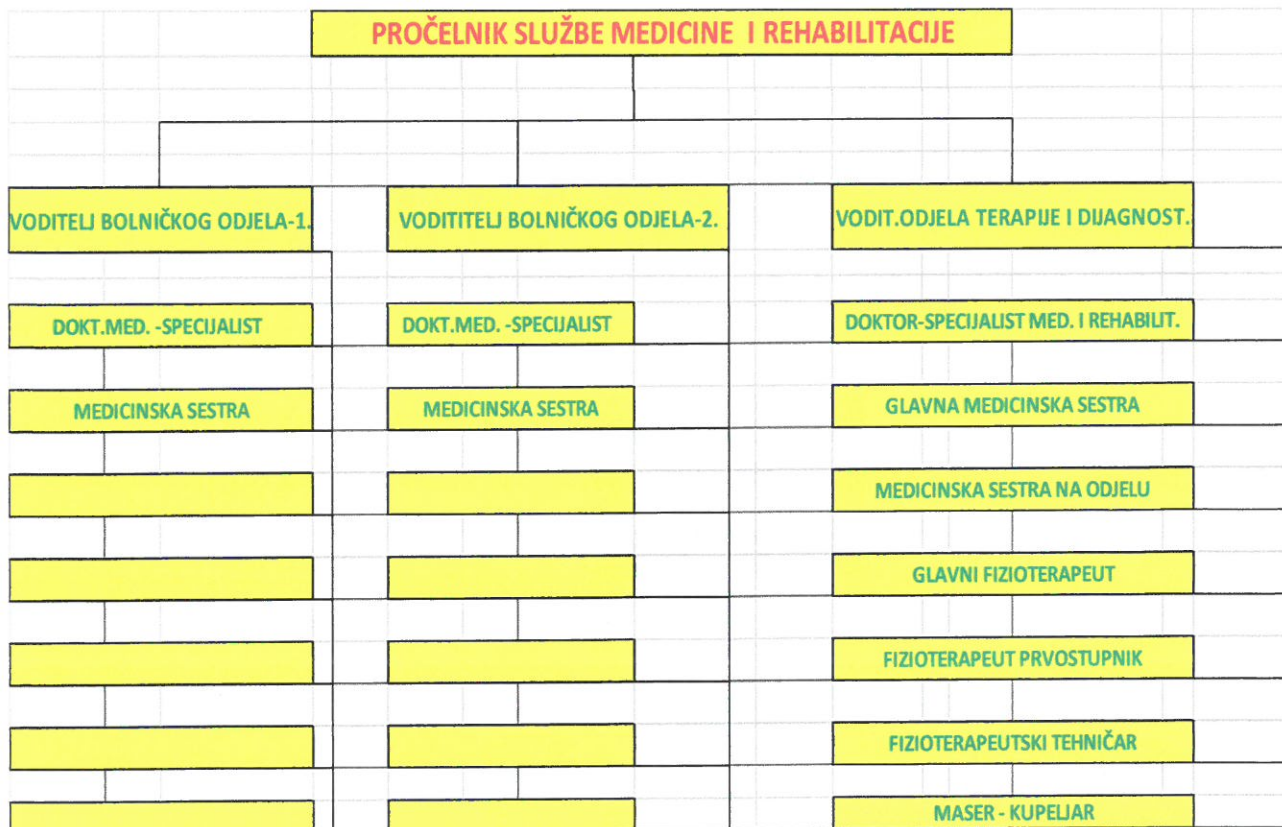 PROČELNIK SLUŽBE MEDICINE I REHABILITACIJE
VODITELJ BOLNIČKOG ODJELA-1.
VODITITELJ BOLNIČKOG ODJELA-2.
VODIT.ODJELA TERAPIJE I DIJAGNOST.
DOKT.MED. -SPECIJALIST
DOKT.MED. -SPECIJALIST
DOKTOR-SPECIJALIST MED. I REHABILIT.
MEDICINSKA SESTRA
MEDICINSKA SESTRA
GLAVNA MEDICINSKA SESTRA
MEDICINSKA SESTRA NA ODJELU
GLAVNI FIZIOTERAPEUT
FIZIOTERAPEUT PRVOSTUPNIK
FIZIOTERAPEUTSKI TEHNIČAR
MASER - KUPELJAR